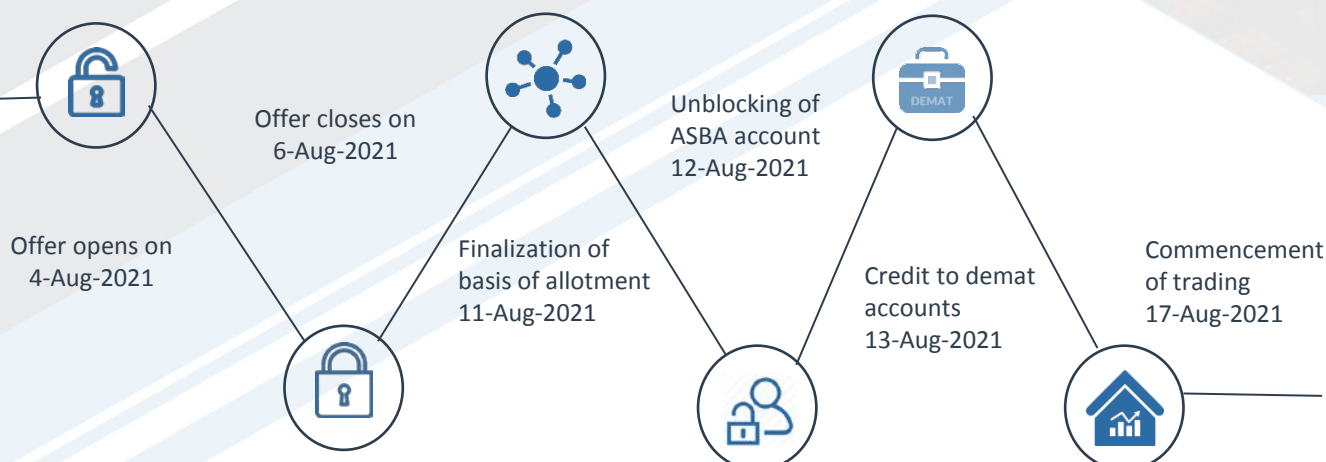 Offer opens on
4-Aug-2021
Offer closes on
6-Aug-2021
Finalization of
basis of allotment
11-Aug-2021
Unblocking of
ASBA account
12-Aug-2021
DEMAT
Credit to demat
accounts
13-Aug-2021
Commencement
of trading
17-Aug-2021